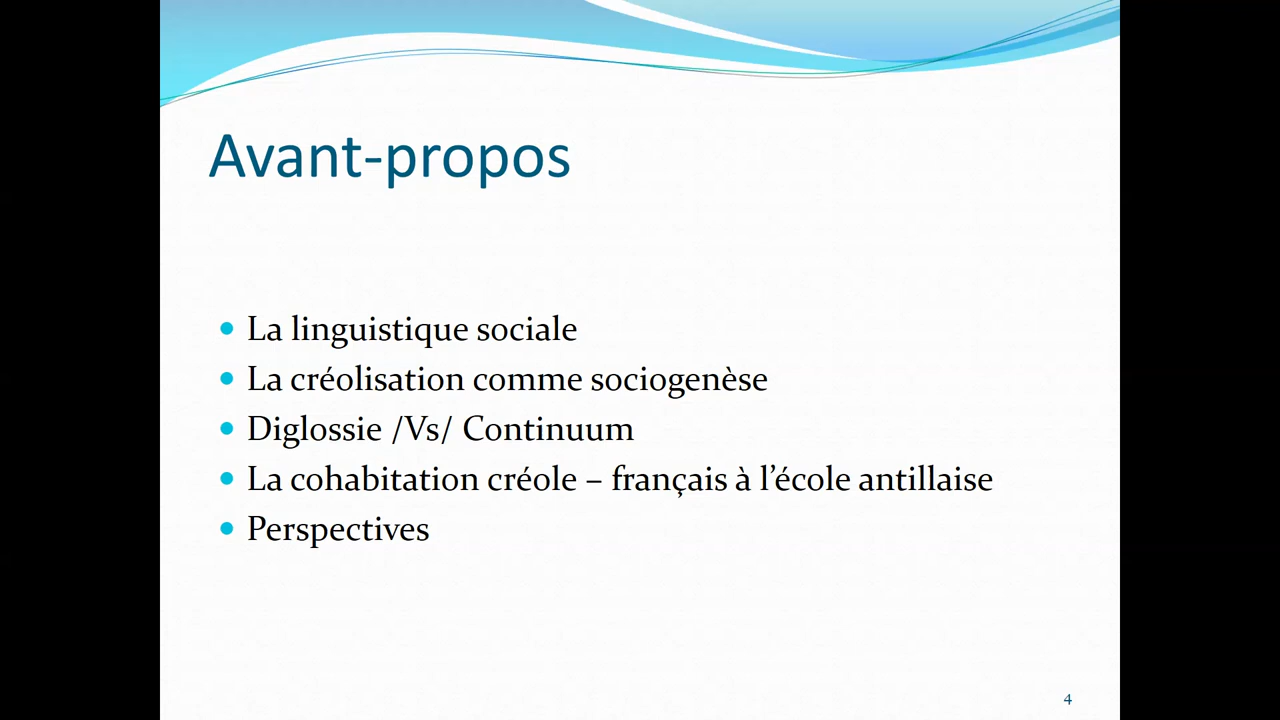 Avant-propos
La linguistique sociale
La créolisation comme sociogenèse
Diglossie /Vs/ Continuum
La cohabitation créole – français à l’école antillaise
Perspectives
4